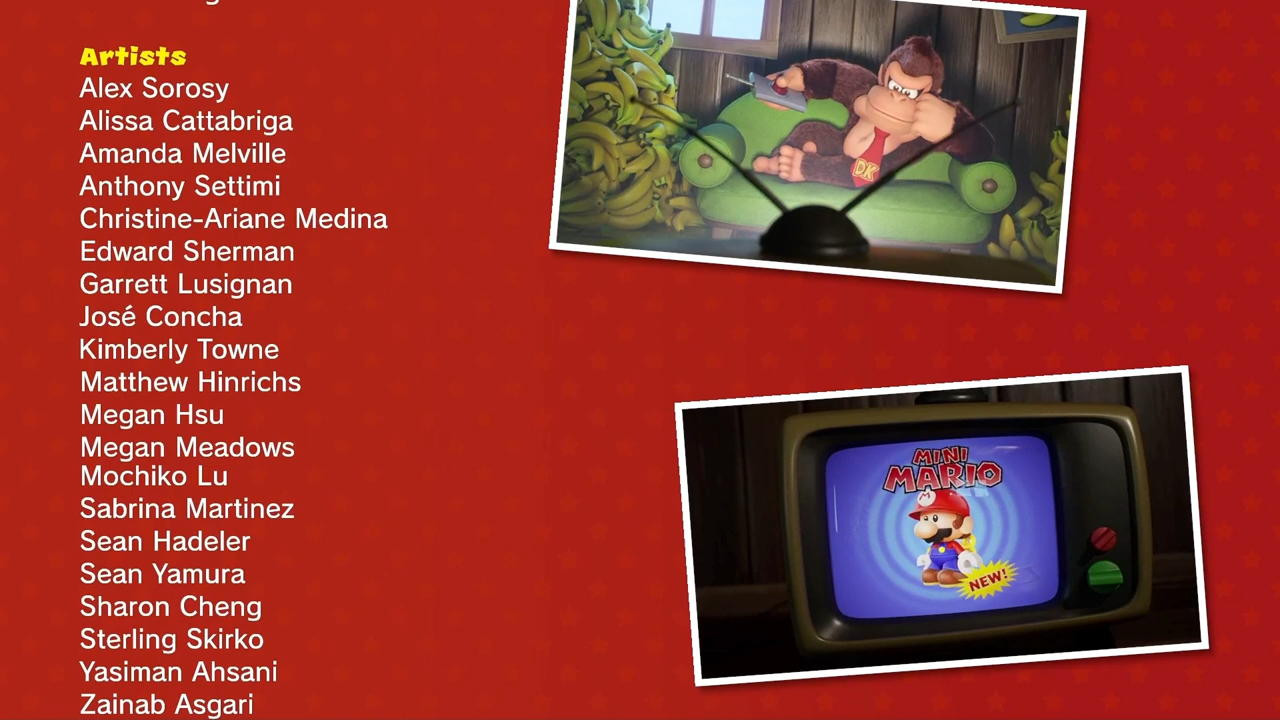 Artists
Alex Sorosy
Alissa Cattabriga
Amanda Melville
Anthony Settimi
Christine-Ariane Medina
Edward Sherman
Garrett Lusignan
José Concha
Kimberly Towne
Matthew Hinrichs
Megan Hsu
Megan Meadows
Mochiko Lu
Sabrina Martinez
Sean Hadeler
Sean Yamura
Sharon Cheng
Sterling Skirko
Yasiman Ahsani
Zainab Asgari
DK
MINI
MARIO
M
NEW!